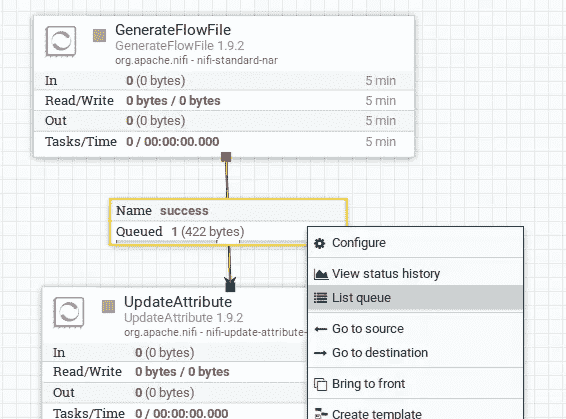 GenerateFlowFile
GenerateFlowFile 1.9.2
org.apache.nifi - nifi-standard-nar
In 0 (0 bytes) 5 min
Read/Write 0 bytes / 0 bytes 5 min
Out 0 (0 bytes) 5 min
Tasks/Time 0 / 00:00:00.000 5 min
Name success
Queued 1 (422 bytes)
Configure
View status history
List queue
Go to source
Go to destination
Bring to front
Create template
UpdateAttribute
UpdateAttribute 1.9.2
org.apache.nifi - nifi-update-attribute-
In 0 (0 bytes)
Read/Write 0 bytes / 0 bytes
Out 0 (0 bytes)
Tasks/Time 0 / 00:00:00.000